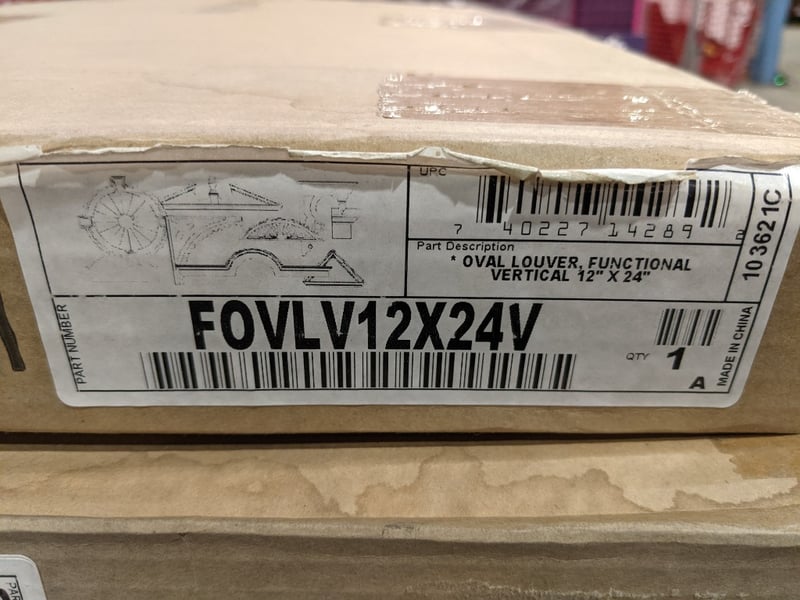 UPC
7 40227 14289 2
Part Description
* OVAL LOUVER, FUNCTIONAL
VERTICAL 12" X 24"
103621C
PART NUMBER
FOVLV12X24V
QTY 1
A
MADE IN CHINA
PAR